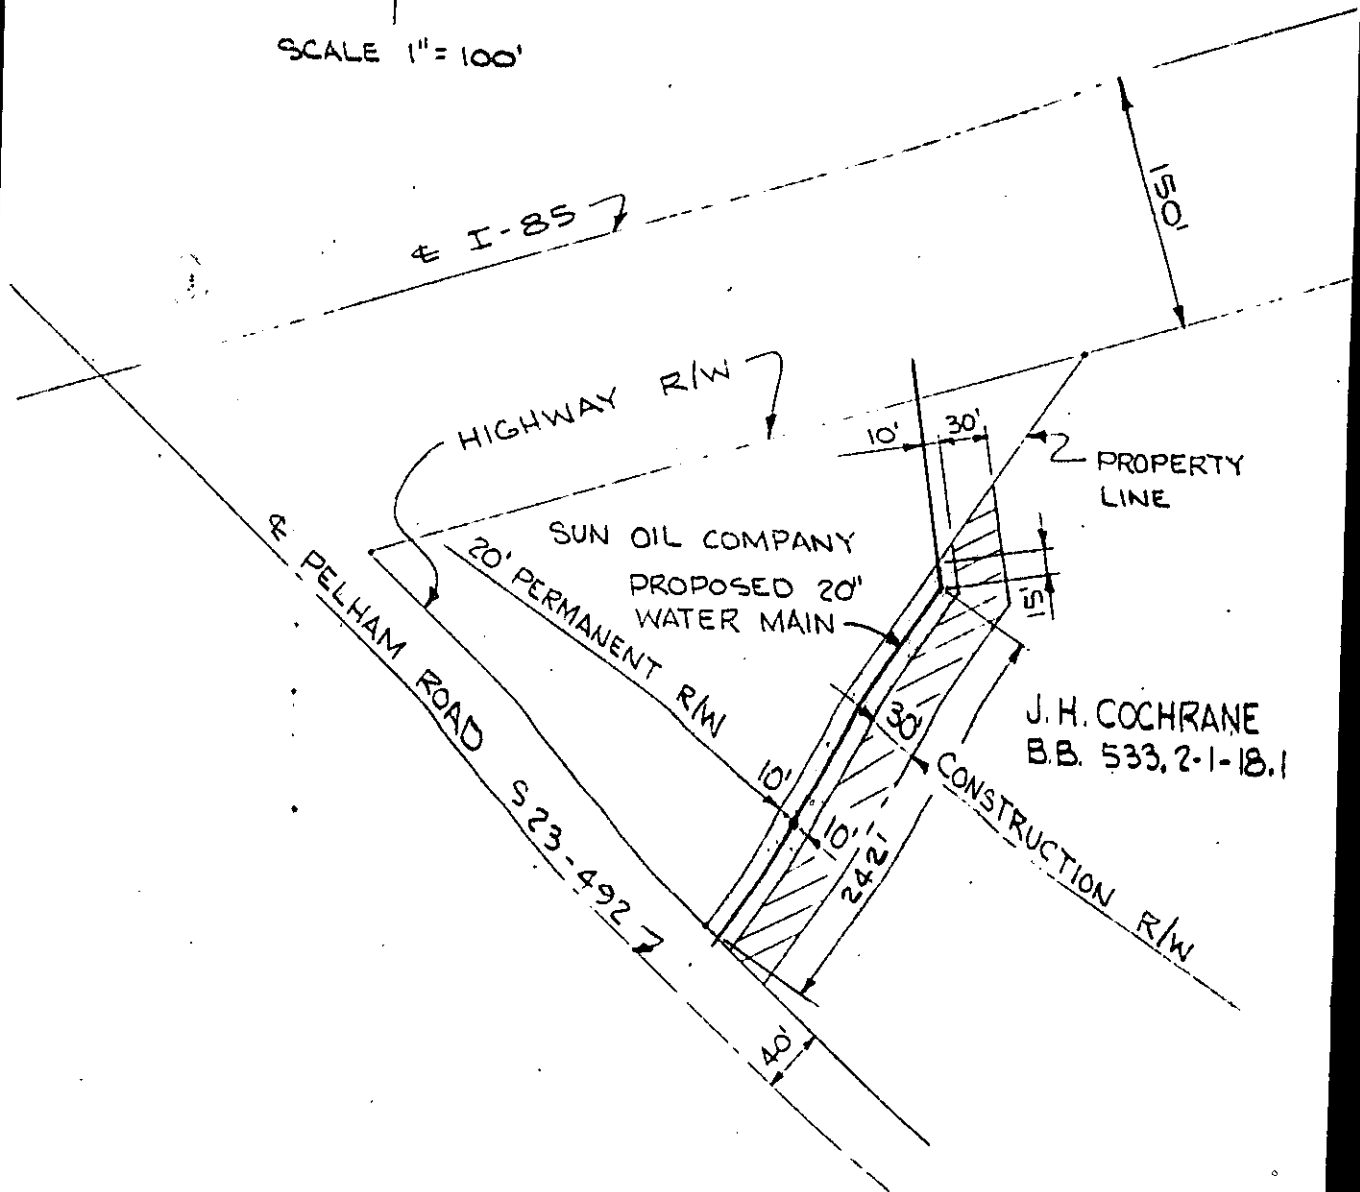 SCALE 1"=100'
150'
℄ I-85
HIGHWAY R/W
10'
30'
PROPERTY
LINE
SUN OIL COMPANY
PROPOSED 20"
WATER MAIN
20' PERMANENT R/W
15'
℄ PELHAM ROAD S23-492
J.H. COCHRANE
B.B. 533,2-1-18.1
30'
CONSTRUCTION R/W
10'
10'
242'
40'